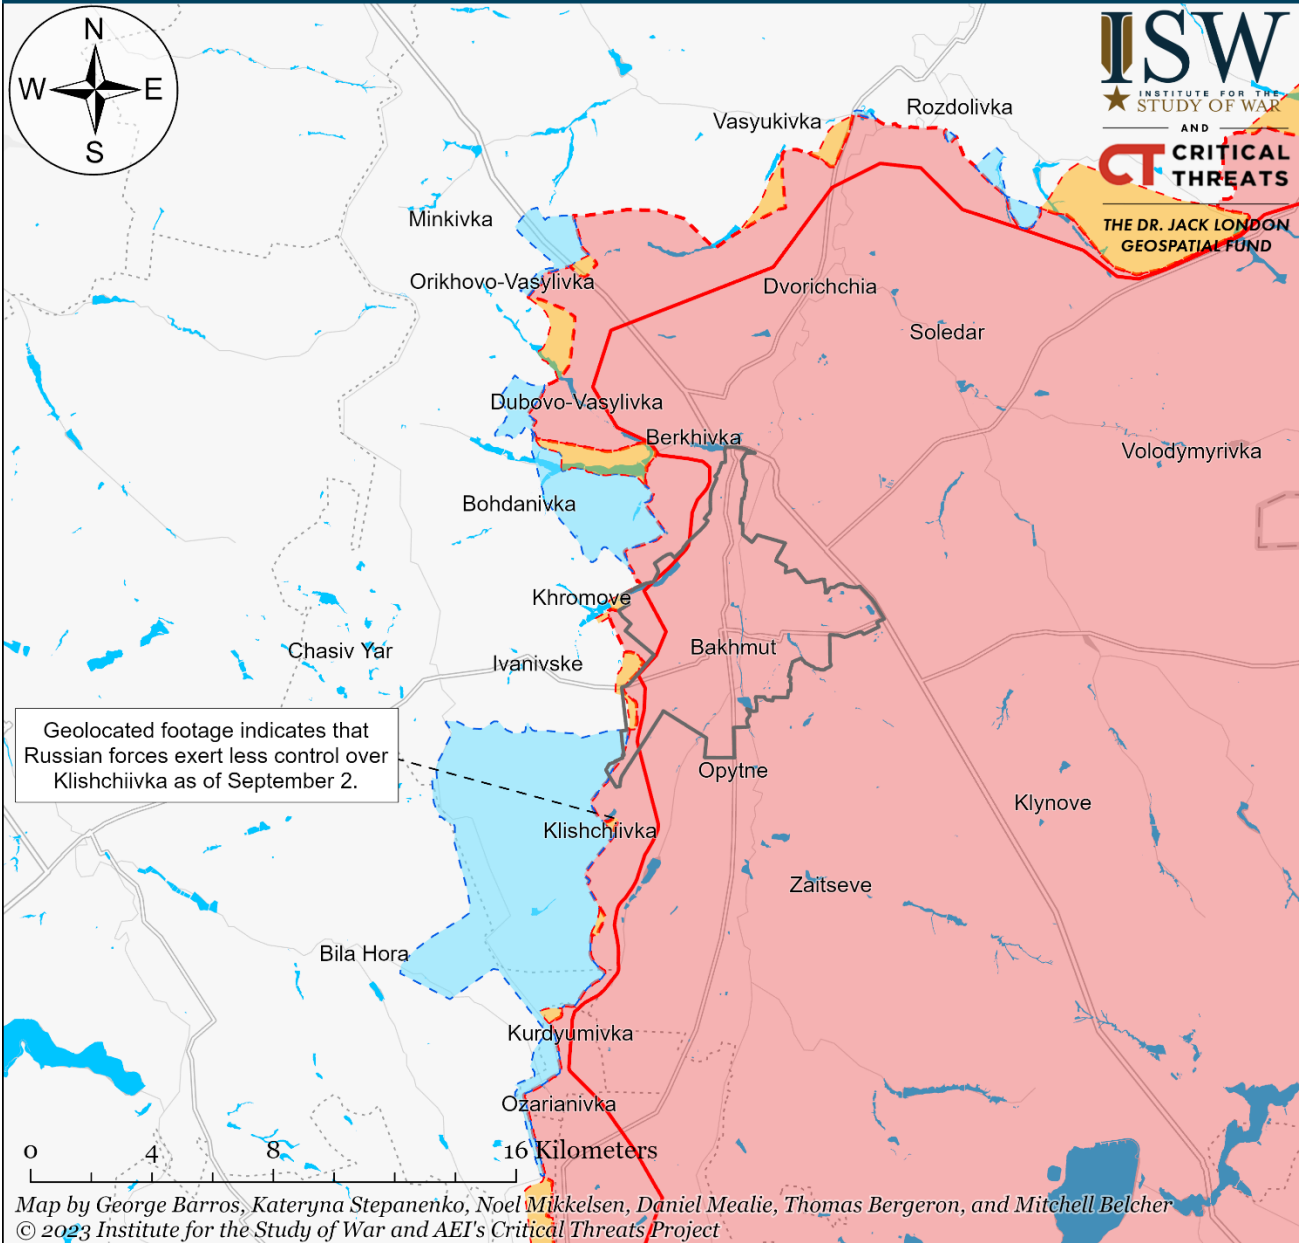 N
W E
S
ISW
INSTITUTE FOR THE
STUDY OF WAR
AND
CT CRITICAL
THREATS
THE DR. JACK LONDON
GEOSPATIAL FUND
Rozdolivka
Vasyukivka
Minkivka
Orikhovo-Vasylivka
Dvorichchia
Soledar
Dubovo-Vasylivka
Berkhivka
Volodymyrivka
Bohdanivka
Khromove
Chasiv Yar
Ivanivske
Bakhmut
Geolocated footage indicates that
Russian forces exert less control over
Klishchiivka as of September 2.
Opytne
Klynove
Klishchiivka
Zaitseve
Bila Hora
Kurdyumivka
Ozarianivka
0 4 8 16 Kilometers
Map by George Barros, Kateryna Stepanenko, Noel Mikkelsen, Daniel Mealie, Thomas Bergeron, and Mitchell Belcher
© 2023 Institute for the Study of War and AEI's Critical Threats Project